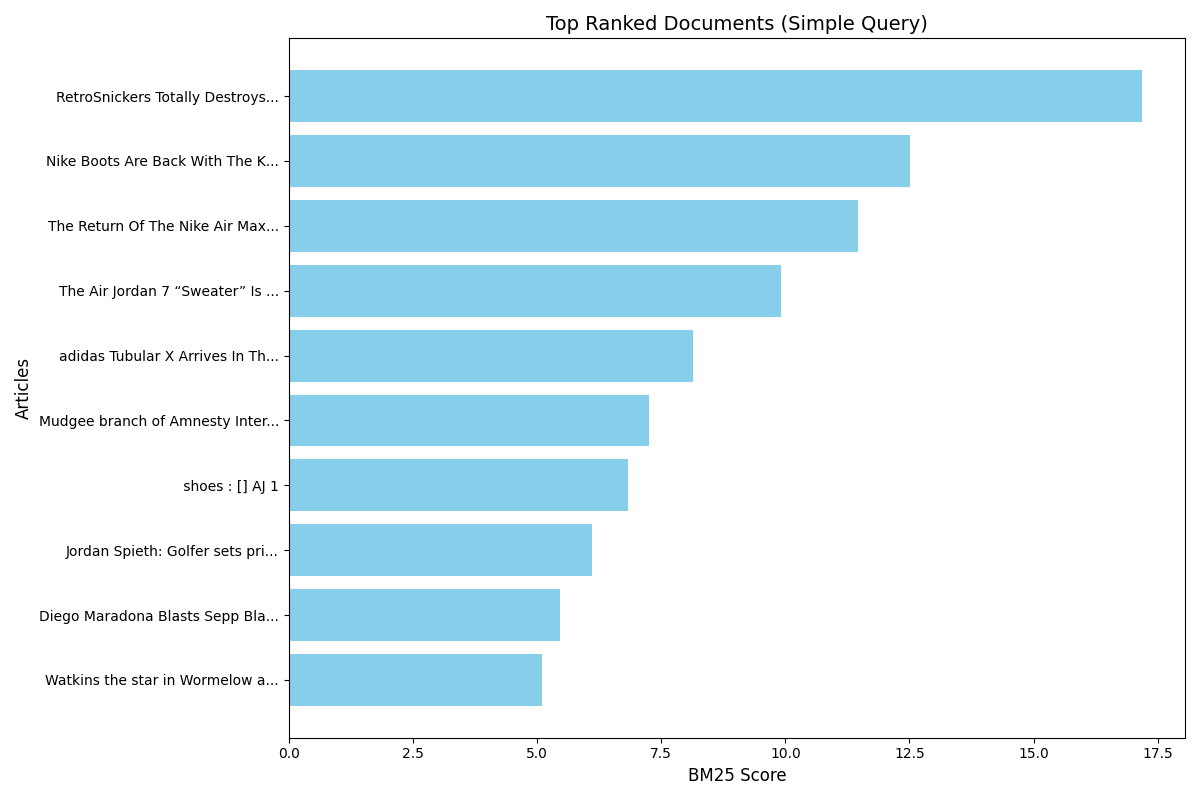 Top Ranked Documents (Simple Query)
RetroSnickers Totally Destroys...
Nike Boots Are Back With The K...
The Return Of The Nike Air Max...
The Air Jordan 7 “Sweater” Is ...
adidas Tubular X Arrives In Th...
Mudgee branch of Amnesty Inter...
shoes : [] AJ 1
Jordan Spieth: Golfer sets pri...
Diego Maradona Blasts Sepp Bla...
Watkins the star in Wormelow a...
Articles
0.0 2.5 5.0 7.5 10.0 12.5 15.0 17.5
BM25 Score